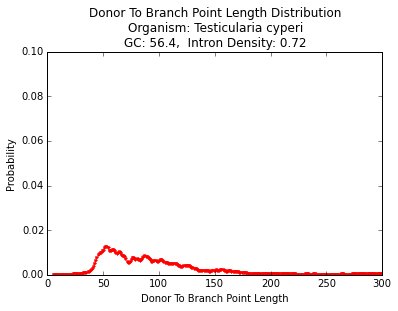 Donor To Branch Point Length Distribution
Organism: Testicularia cyperi
GC: 56.4,  Intron Density: 0.72
0.10
0.08
0.06
0.04
0.02
0.00
Probability
0 50 100 150 200 250 300
Donor To Branch Point Length